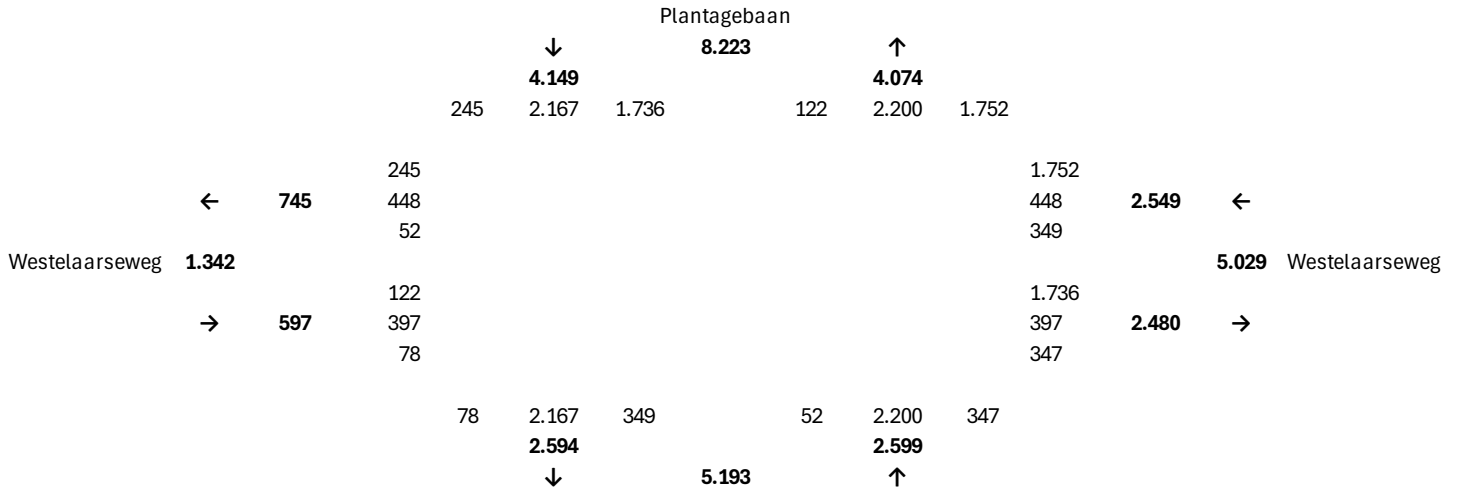 Plantagebaan
↓ 8.223 ↑
4.149 4.074
245 2.167 1.736 122 2.200 1.752
245 1.752
← 745 448 448 2.549 ←
52 349
Westelaarseweg 1.342 5.029 Westelaarseweg
122 1.736
→ 597 397 397 2.480 →
78 347
78 2.167 349 52 2.200 347
2.594 2.599
↓ 5.193 ↑